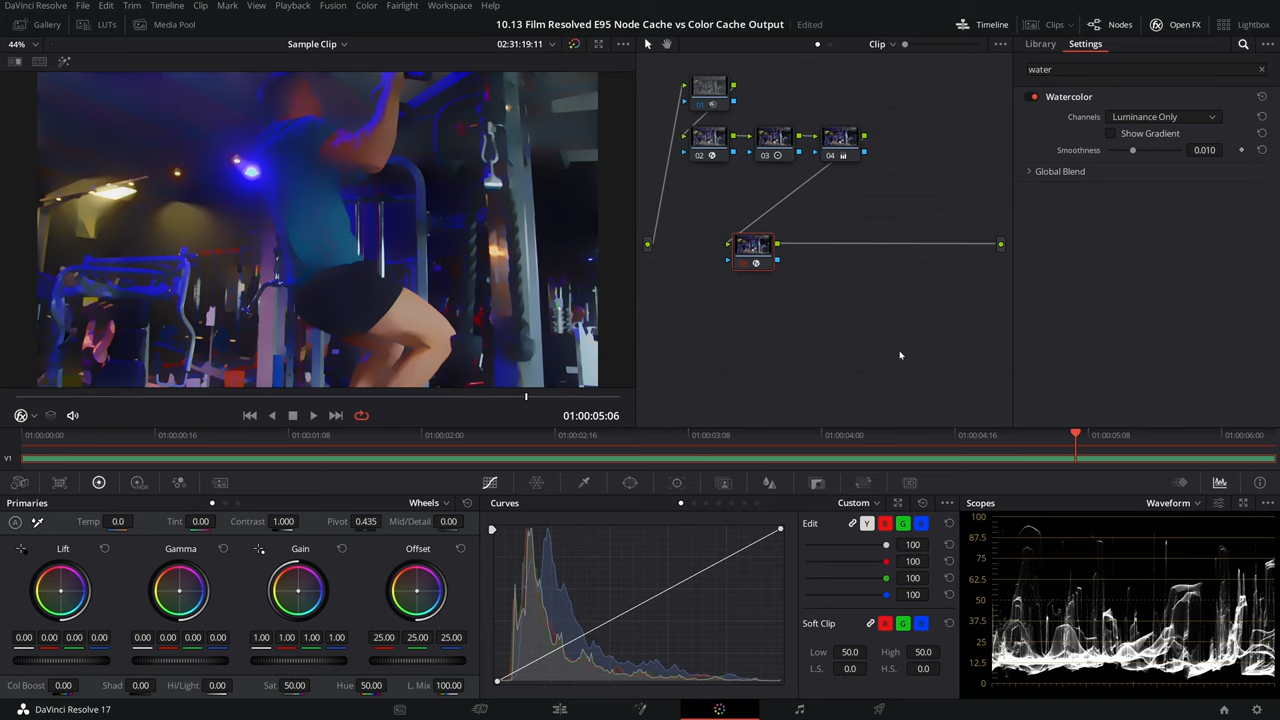 DaVinci Resolve File Edit Trim Timeline Clip Mark View Playback Fusion Color Fairlight Workspace Help
Gallery LUTs Media Pool 10.13 Film Resolved E95 Node Cache vs Color Cache Output Edited Timeline Clips Nodes Open FX Lightbox
44% Sample Clip 02:31:19:11 Clip Library Settings
water
Watercolor
Channels Luminance Only
Show Gradient
Smoothness 0.010
Global Blend
01
02 03 04
01:00:05:06
01:00:00:00 01:00:00:16 01:00:01:08 01:00:02:00 01:00:02:16 01:00:03:08 01:00:04:00 01:00:04:16 01:00:05:08 01:00:06:00
V1
Primaries Wheels Curves Custom Scopes Waveform
Temp 0.0 Tint 0.00 Contrast 1.000 Pivot 0.435 Mid/Detail 0.00
Lift Gamma Gain Offset
0.00 0.00 0.00 0.00 0.00 0.00 0.00 0.00 1.00 1.00 1.00 1.00 25.00 25.00 25.00
Col Boost 0.00 Shad 0.00 Hi/Light 0.00 Sat 50.00 Hue 50.00 L. Mix 100.00
Edit Y R G B
100
100
100
100
Soft Clip R G B
Low 50.0 High 50.0
L.S. 0.0 H.S. 0.0
100
87.5
75
62.5
50
37.5
25
12.5
0
DaVinci Resolve 17